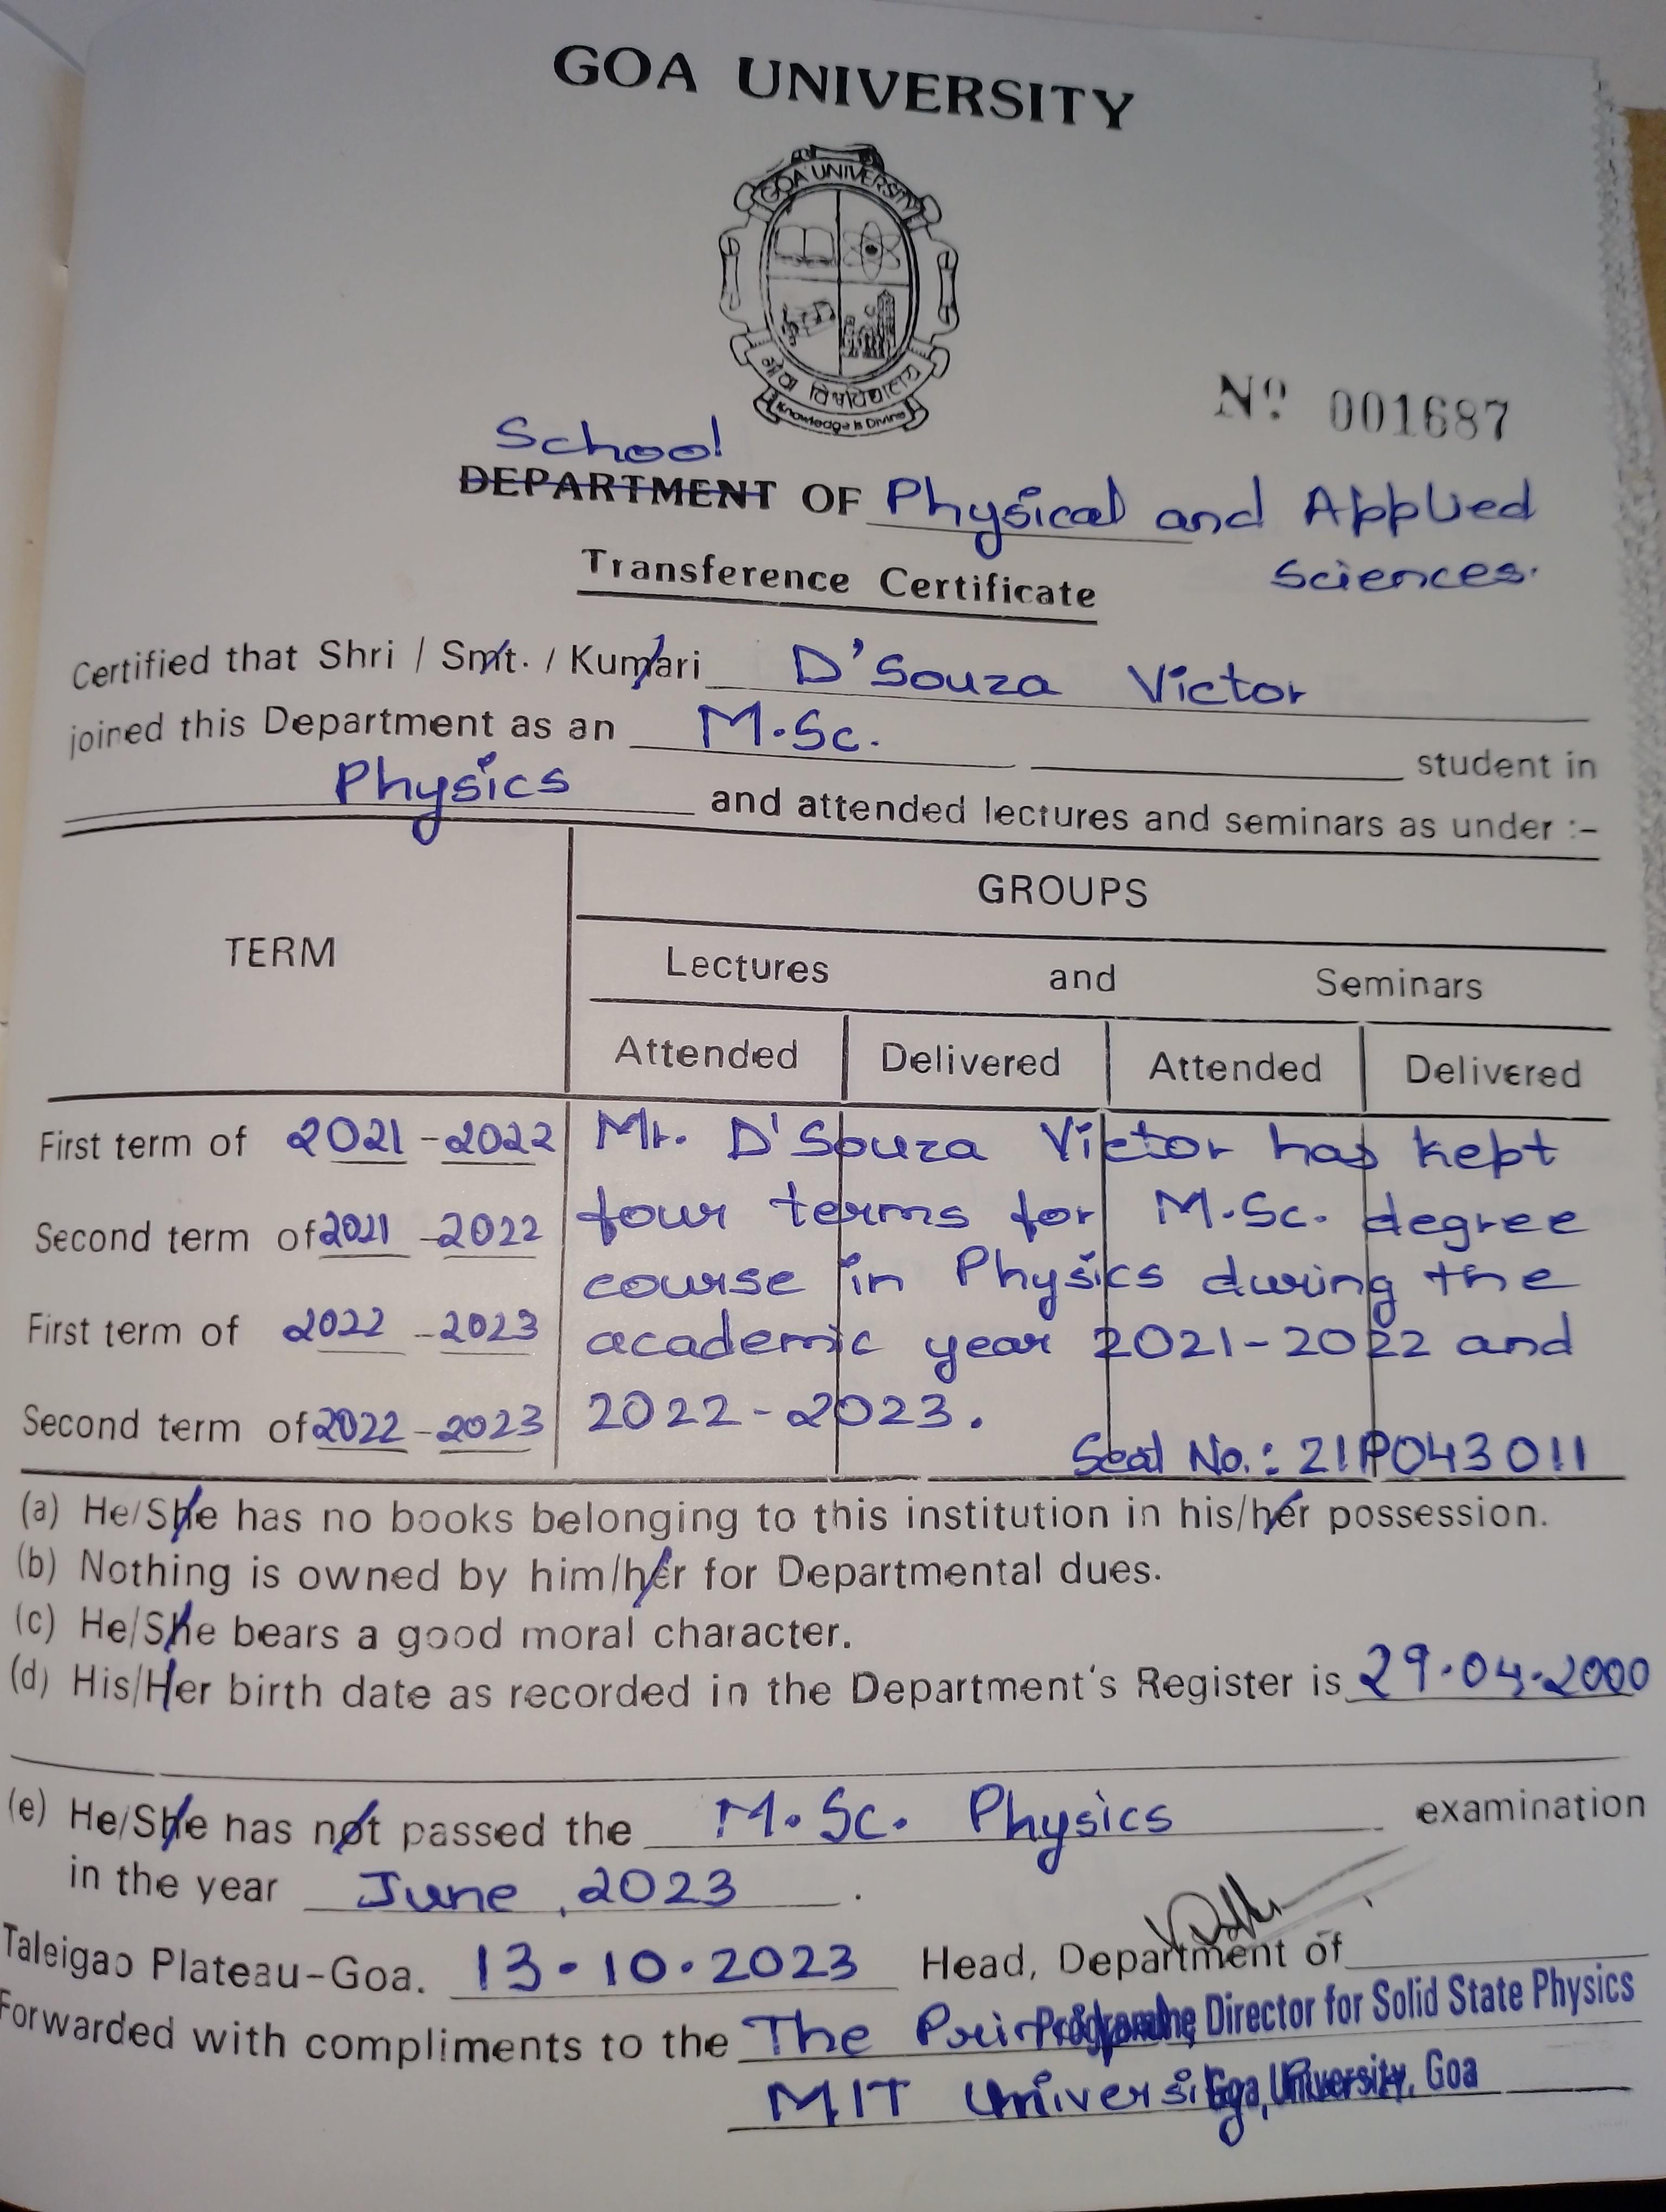 GOA UNIVERSITY
GOA UNIVERSITY
गोंय विश्वविद्यालय
Knowledge is Divine
Nº 001687
School
DEPARTMENT OF Physical and Applied
Sciences.
Transference Certificate
Certified that Shri / Smt. / Kumari D'Souza Victor
joined this Department as an M.Sc. student in
Physics and attended lectures and seminars as under :-
GROUPS
TERM
Lectures and Seminars
Attended Delivered Attended Delivered
First term of 2021-2022 Mr. D'Souza Victor has kept
Second term of 2021-2022 four terms for M.Sc. degree
course in Physics during the
First term of 2022-2023 academic year 2021-2022 and
Second term of 2022-2023 2022-2023.
Seat No.: 21P043011
(a) He/She has no books belonging to this institution in his/her possession.
(b) Nothing is owned by him/her for Departmental dues.
(c) He/She bears a good moral character.
(d) His/Her birth date as recorded in the Department's Register is 29.04.2000
(e) He/She has not passed the M.Sc. Physics examination
in the year June, 2023.
Taleigao Plateau-Goa. 13-10.2023 Head, Department of
Programme Director for Solid State Physics
Forwarded with compliments to the The
Goa University, Goa
MIT University,